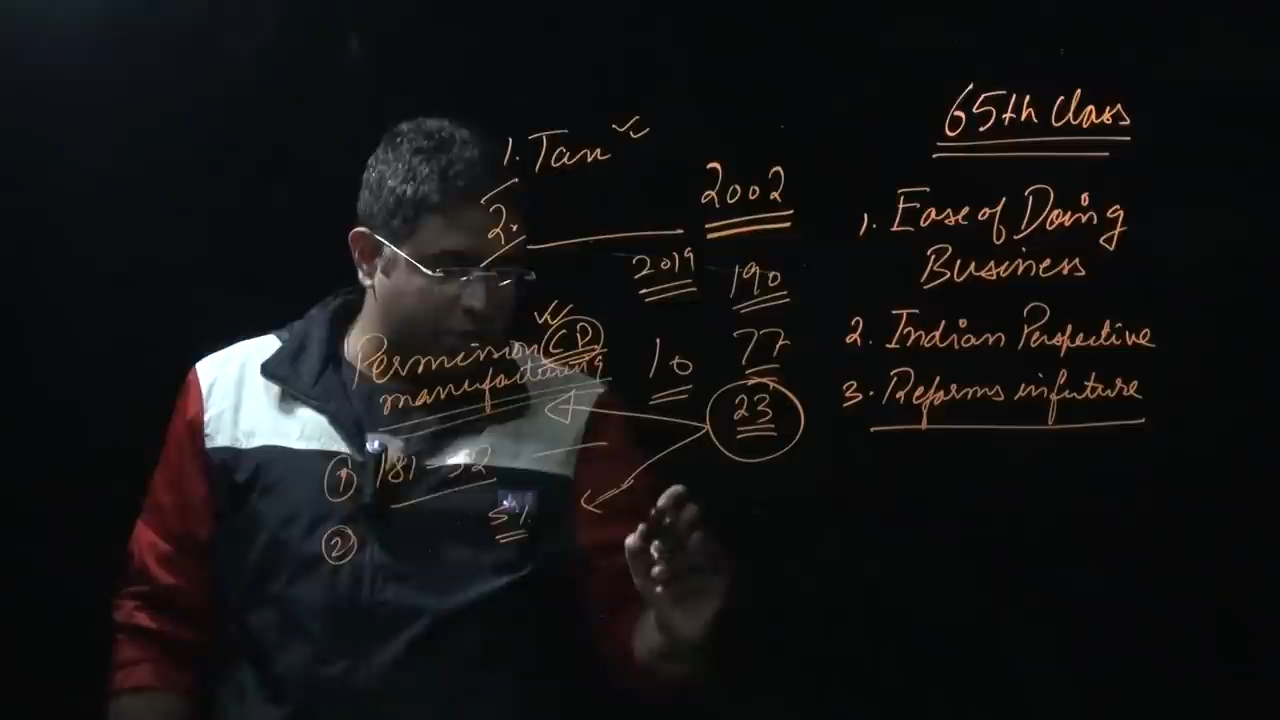 65th Class
1. Ease of Doing
Business
2. Indian Perspective
3. Reforms in future
1. Tax
2.
2002
2019
190
77
10
23
Permission CP
manufacturing
1 181-52
5%
2